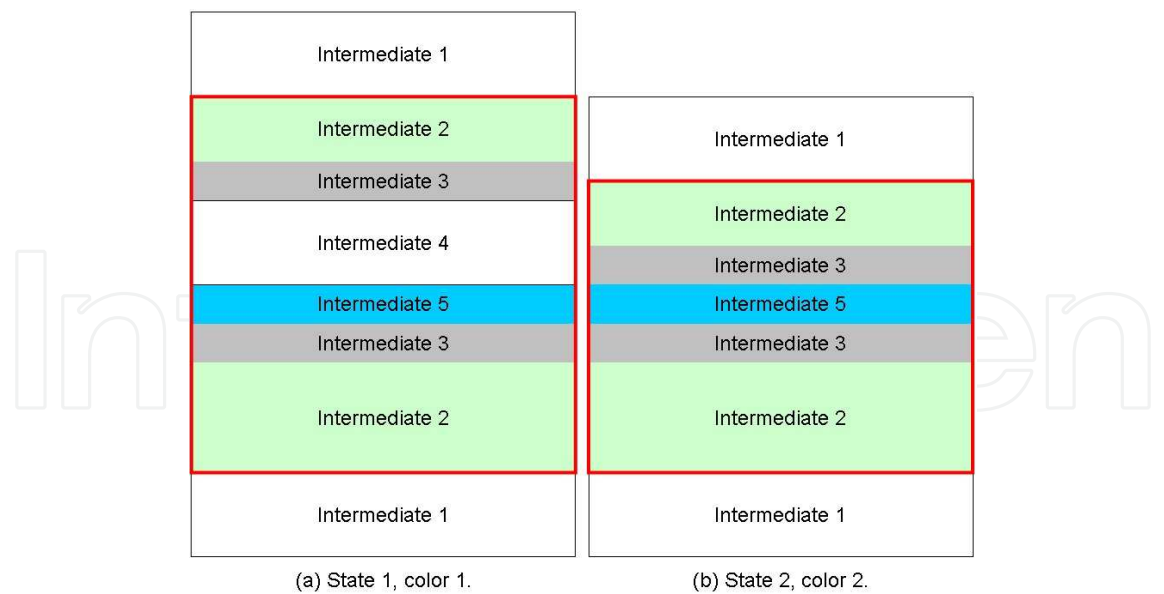 Intermediate 1
Intermediate 2
Intermediate 3
Intermediate 4
Intermediate 5
Intermediate 3
Intermediate 2
Intermediate 1
(a) State 1, color 1.
Intermediate 1
Intermediate 2
Intermediate 3
Intermediate 5
Intermediate 3
Intermediate 2
Intermediate 1
(b) State 2, color 2.